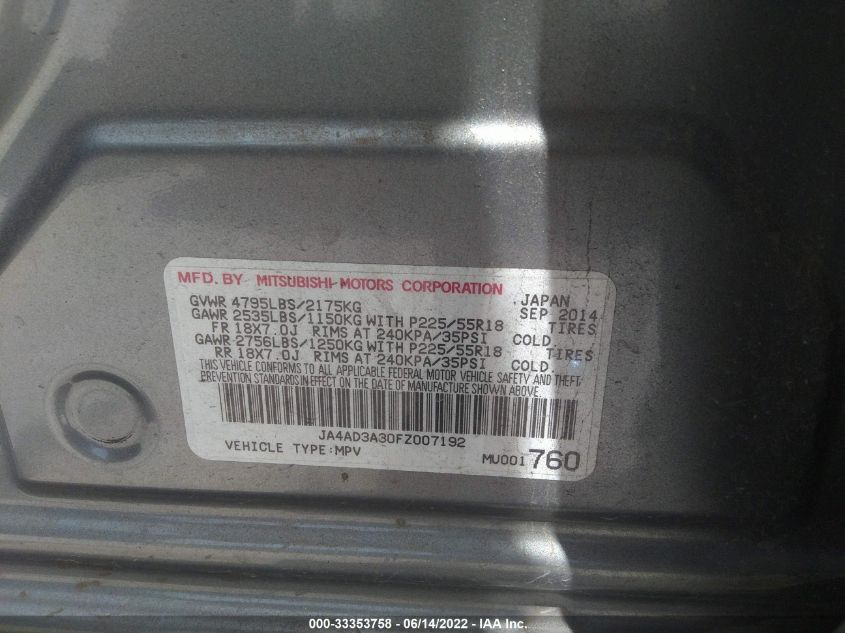 MFD. BY MITSUBISHI MOTORS CORPORATION JAPAN
GVWR 4795LBS/2175KG SEP 2014
GAWR 2535LBS/1150KG WITH P225/55R18 TIRES
FR 18X7.0J RIMS AT 240KPA/35PSI COLD.
GAWR 2756LBS/1250KG WITH P225/55R18 TIRES
RR 18X7.0J RIMS AT 240KPA/35PSI COLD.
THIS VEHICLE CONFORMS TO ALL APPLICABLE FEDERAL MOTOR VEHICLE SAFETY AND THEFT
PREVENTION STANDARDS IN EFFECT ON THE DATE OF MANUFACTURE SHOWN ABOVE.
JA4AD3A30FZ007192
VEHICLE TYPE:MPV MU001760
000-33353758 - 06/14/2022 - IAA Inc.